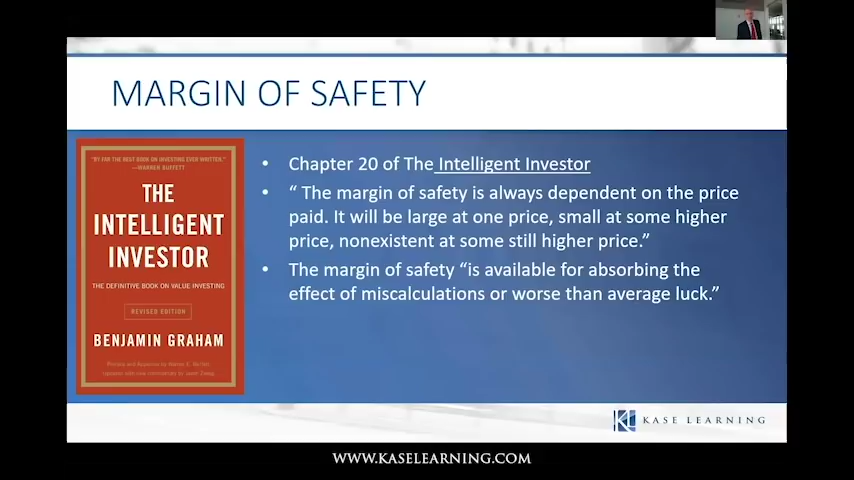 MARGIN OF SAFETY
"BY FAR THE BEST BOOK ON INVESTING EVER WRITTEN."
—WARREN BUFFETT
THE
INTELLIGENT
INVESTOR
THE DEFINITIVE BOOK ON VALUE INVESTING
REVISED EDITION
BENJAMIN GRAHAM
• Chapter 20 of The Intelligent Investor
• “ The margin of safety is always dependent on the price
paid. It will be large at one price, small at some higher
price, nonexistent at some still higher price.”
• The margin of safety “is available for absorbing the
effect of miscalculations or worse than average luck.”
KL KASE LEARNING
WWW.KASELEARNING.COM